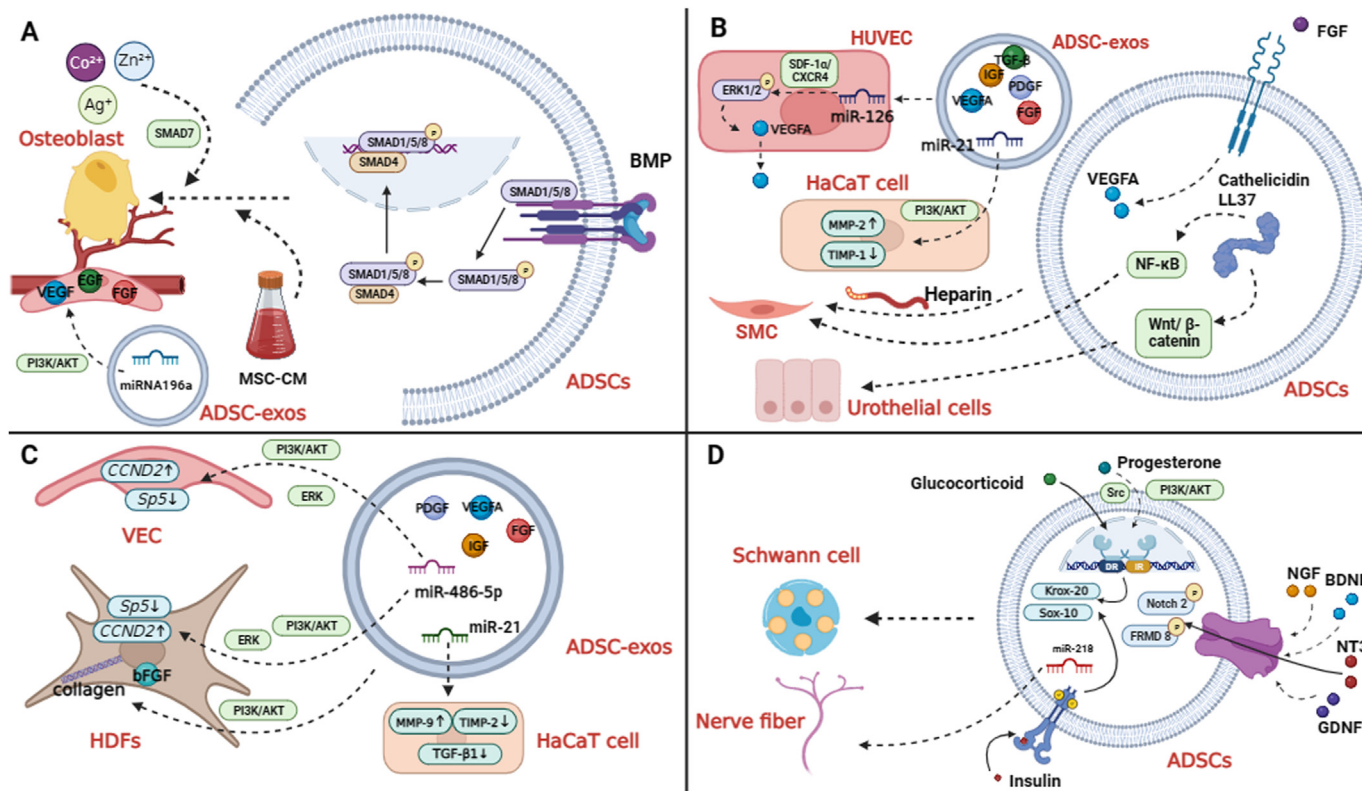 A
Co²⁺
Zn²⁺
Ag⁺
SMAD7
Osteoblast
VEGF
EGF
FGF
PI3K/AKT
miRNA196a
ADSC-exos
MSC-CM
SMAD1/5/8
P
SMAD4
SMAD1/5/8
BMP
SMAD1/5/8
P
SMAD4
SMAD1/5/8
P
ADSCs
B
HUVEC
SDF-1α/
CXCR4
ERK1/2
P
VEGFA
miR-126
ADSC-exos
TGF-β
IGF
PDGF
VEGFA
FGF
miR-21
FGF
HaCaT cell
PI3K/AKT
MMP-2↑
TIMP-1↓
VEGFA
Cathelicidin
LL37
NF-κB
Wnt/ β-
catenin
Heparin
SMC
Urothelial cells
ADSCs
C
CCND2↑
Sp5↓
VEC
PI3K/AKT
ERK
PDGF
VEGFA
IGF
FGF
miR-486-5p
miR-21
ADSC-exos
Sp5↓
CCND2↑
bFGF
collagen
HDFs
ERK
PI3K/AKT
PI3K/AKT
MMP-9↑
TIMP-2↓
TGF-β1↓
HaCaT cell
D
Glucocorticoid
Progesterone
Src
PI3K/AKT
DR
IR
Krox-20
Sox-10
Notch 2
P
FRMD 8
P
miR-218
NGF
BDNF
NT3
GDNF
Schwann cell
Nerve fiber
Insulin
ADSCs